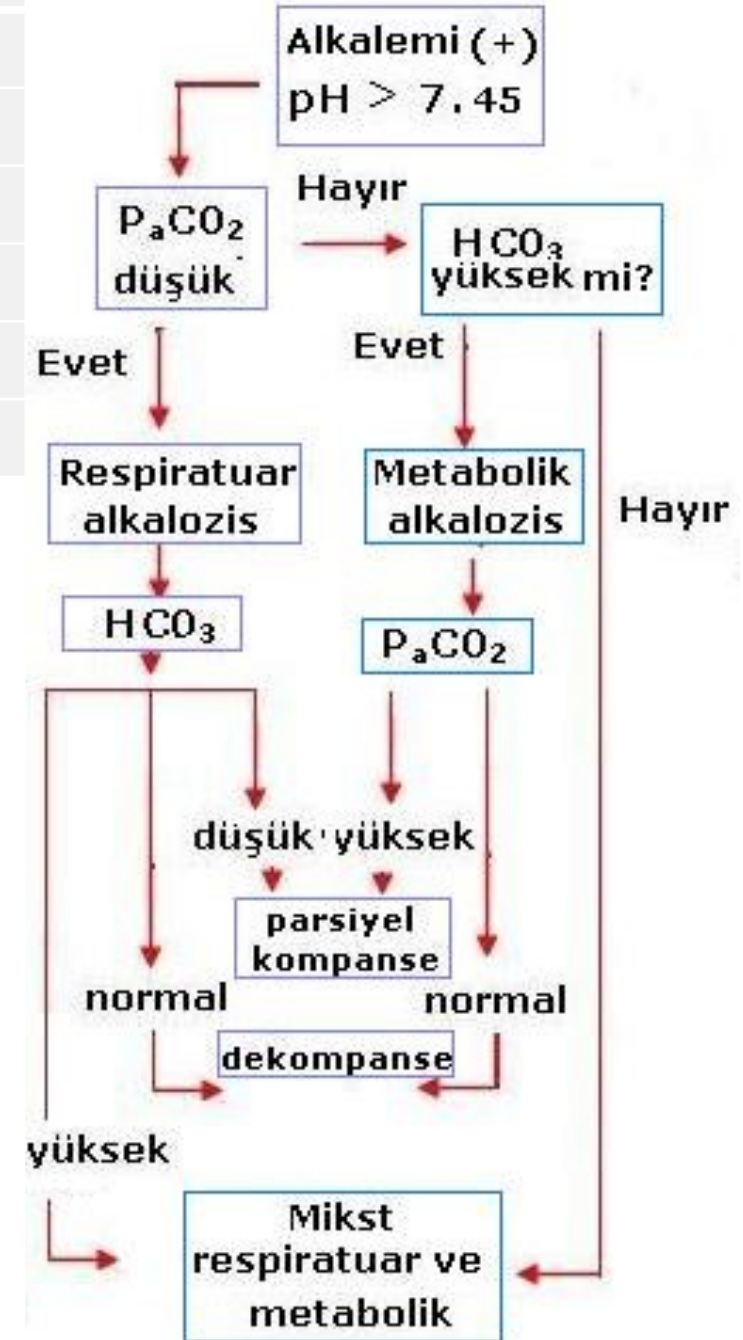 Alkalemi (+)
pH > 7.45
PaCO₂
düşük
Hayır
HCO₃
yüksek mi?
Evet
Evet
Respiratuar
alkalozis
Metabolik
alkalozis
Hayır
HCO₃
PaCO₂
düşük
yüksek
parsiyel
kompanse
normal
normal
dekompanse
yüksek
Mikst
respiratuar ve
metabolik